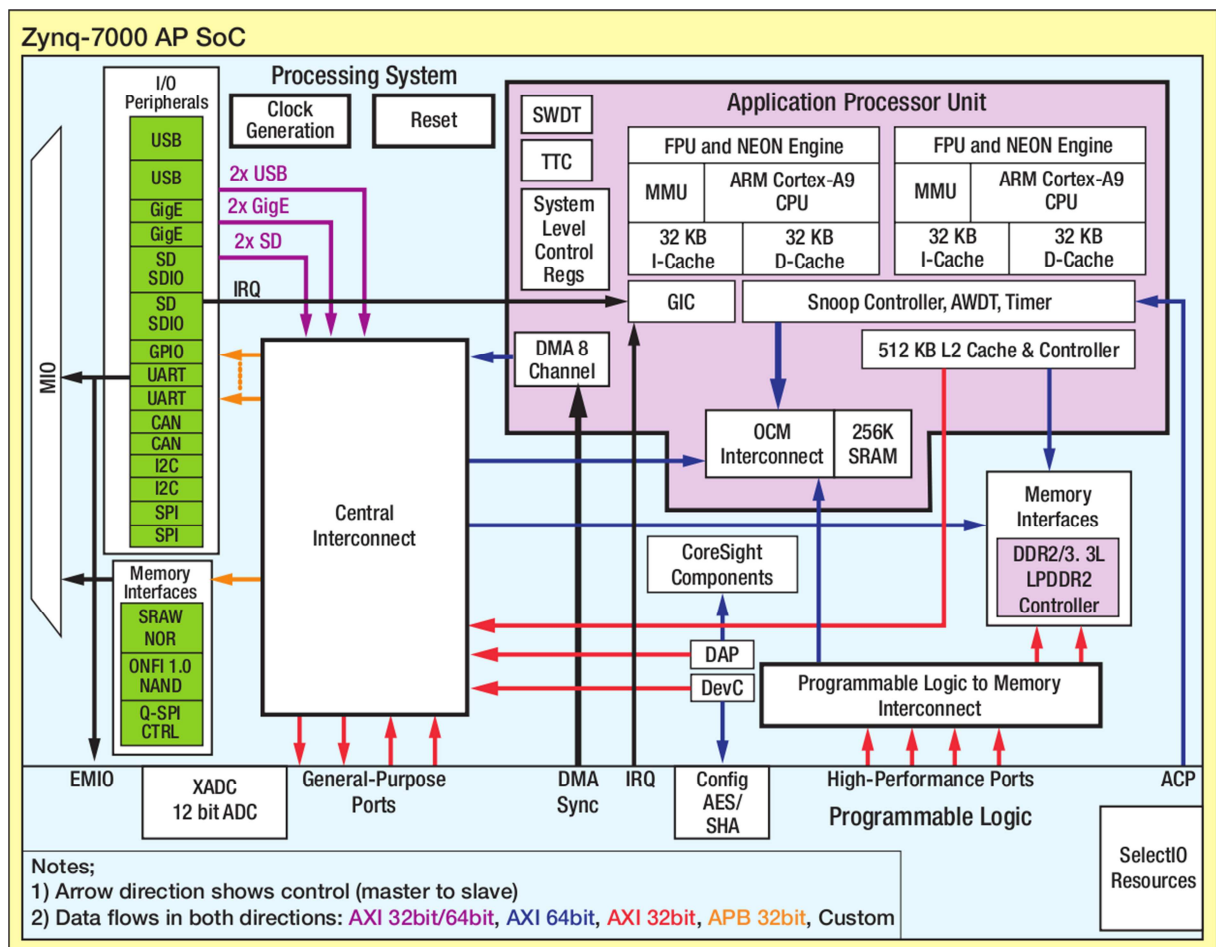 Zynq-7000 AP SoC
Processing System
I/O
Peripherals
USB
USB
GigE
GigE
SD
SDIO
SD
SDIO
GPIO
UART
UART
CAN
CAN
I2C
I2C
SPI
SPI
MIO
Clock
Generation
Reset
2x USB
2x GigE
2x SD
IRQ
Application Processor Unit
SWDT
TTC
System
Level
Control
Regs
FPU and NEON Engine
MMU
ARM Cortex-A9
CPU
32 KB
I-Cache
32 KB
D-Cache
FPU and NEON Engine
MMU
ARM Cortex-A9
CPU
32 KB
I-Cache
32 KB
D-Cache
GIC
Snoop Controller, AWDT, Timer
DMA 8
Channel
512 KB L2 Cache & Controller
OCM
Interconnect
256K
SRAM
Central
Interconnect
Memory
Interfaces
DDR2/3. 3L
LPDDR2
Controller
CoreSight
Components
Memory
Interfaces
SRAW
NOR
ONFI 1.0
NAND
Q-SPI
CTRL
DAP
DevC
Programmable Logic to Memory
Interconnect
EMIO
XADC
12 bit ADC
General-Purpose
Ports
DMA
Sync
IRQ
Config
AES/
SHA
High-Performance Ports
ACP
Programmable Logic
SelectIO
Resources
Notes;
1) Arrow direction shows control (master to slave)
2) Data flows in both directions: AXI 32bit/64bit, AXI 64bit, AXI 32bit, APB 32bit, Custom